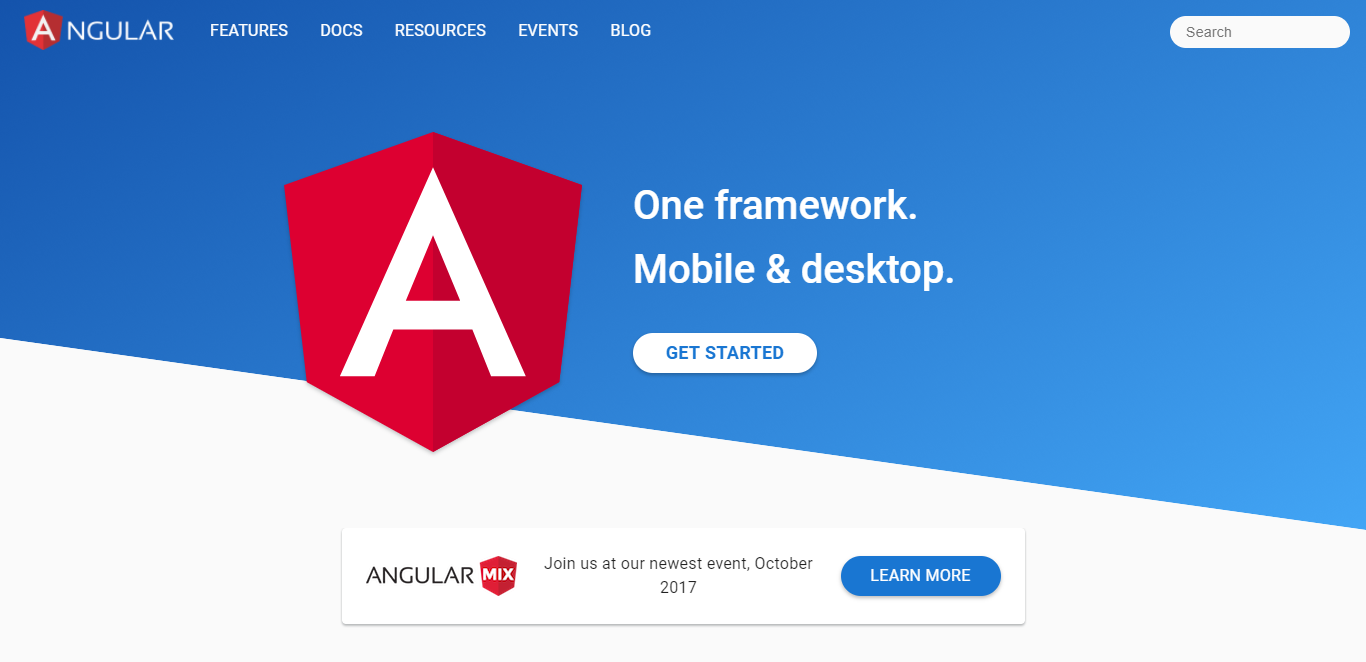 ANGULAR FEATURES DOCS RESOURCES EVENTS BLOG Search
A
One framework.
Mobile & desktop.
GET STARTED
ANGULAR MIX
Join us at our newest event, October
2017
LEARN MORE